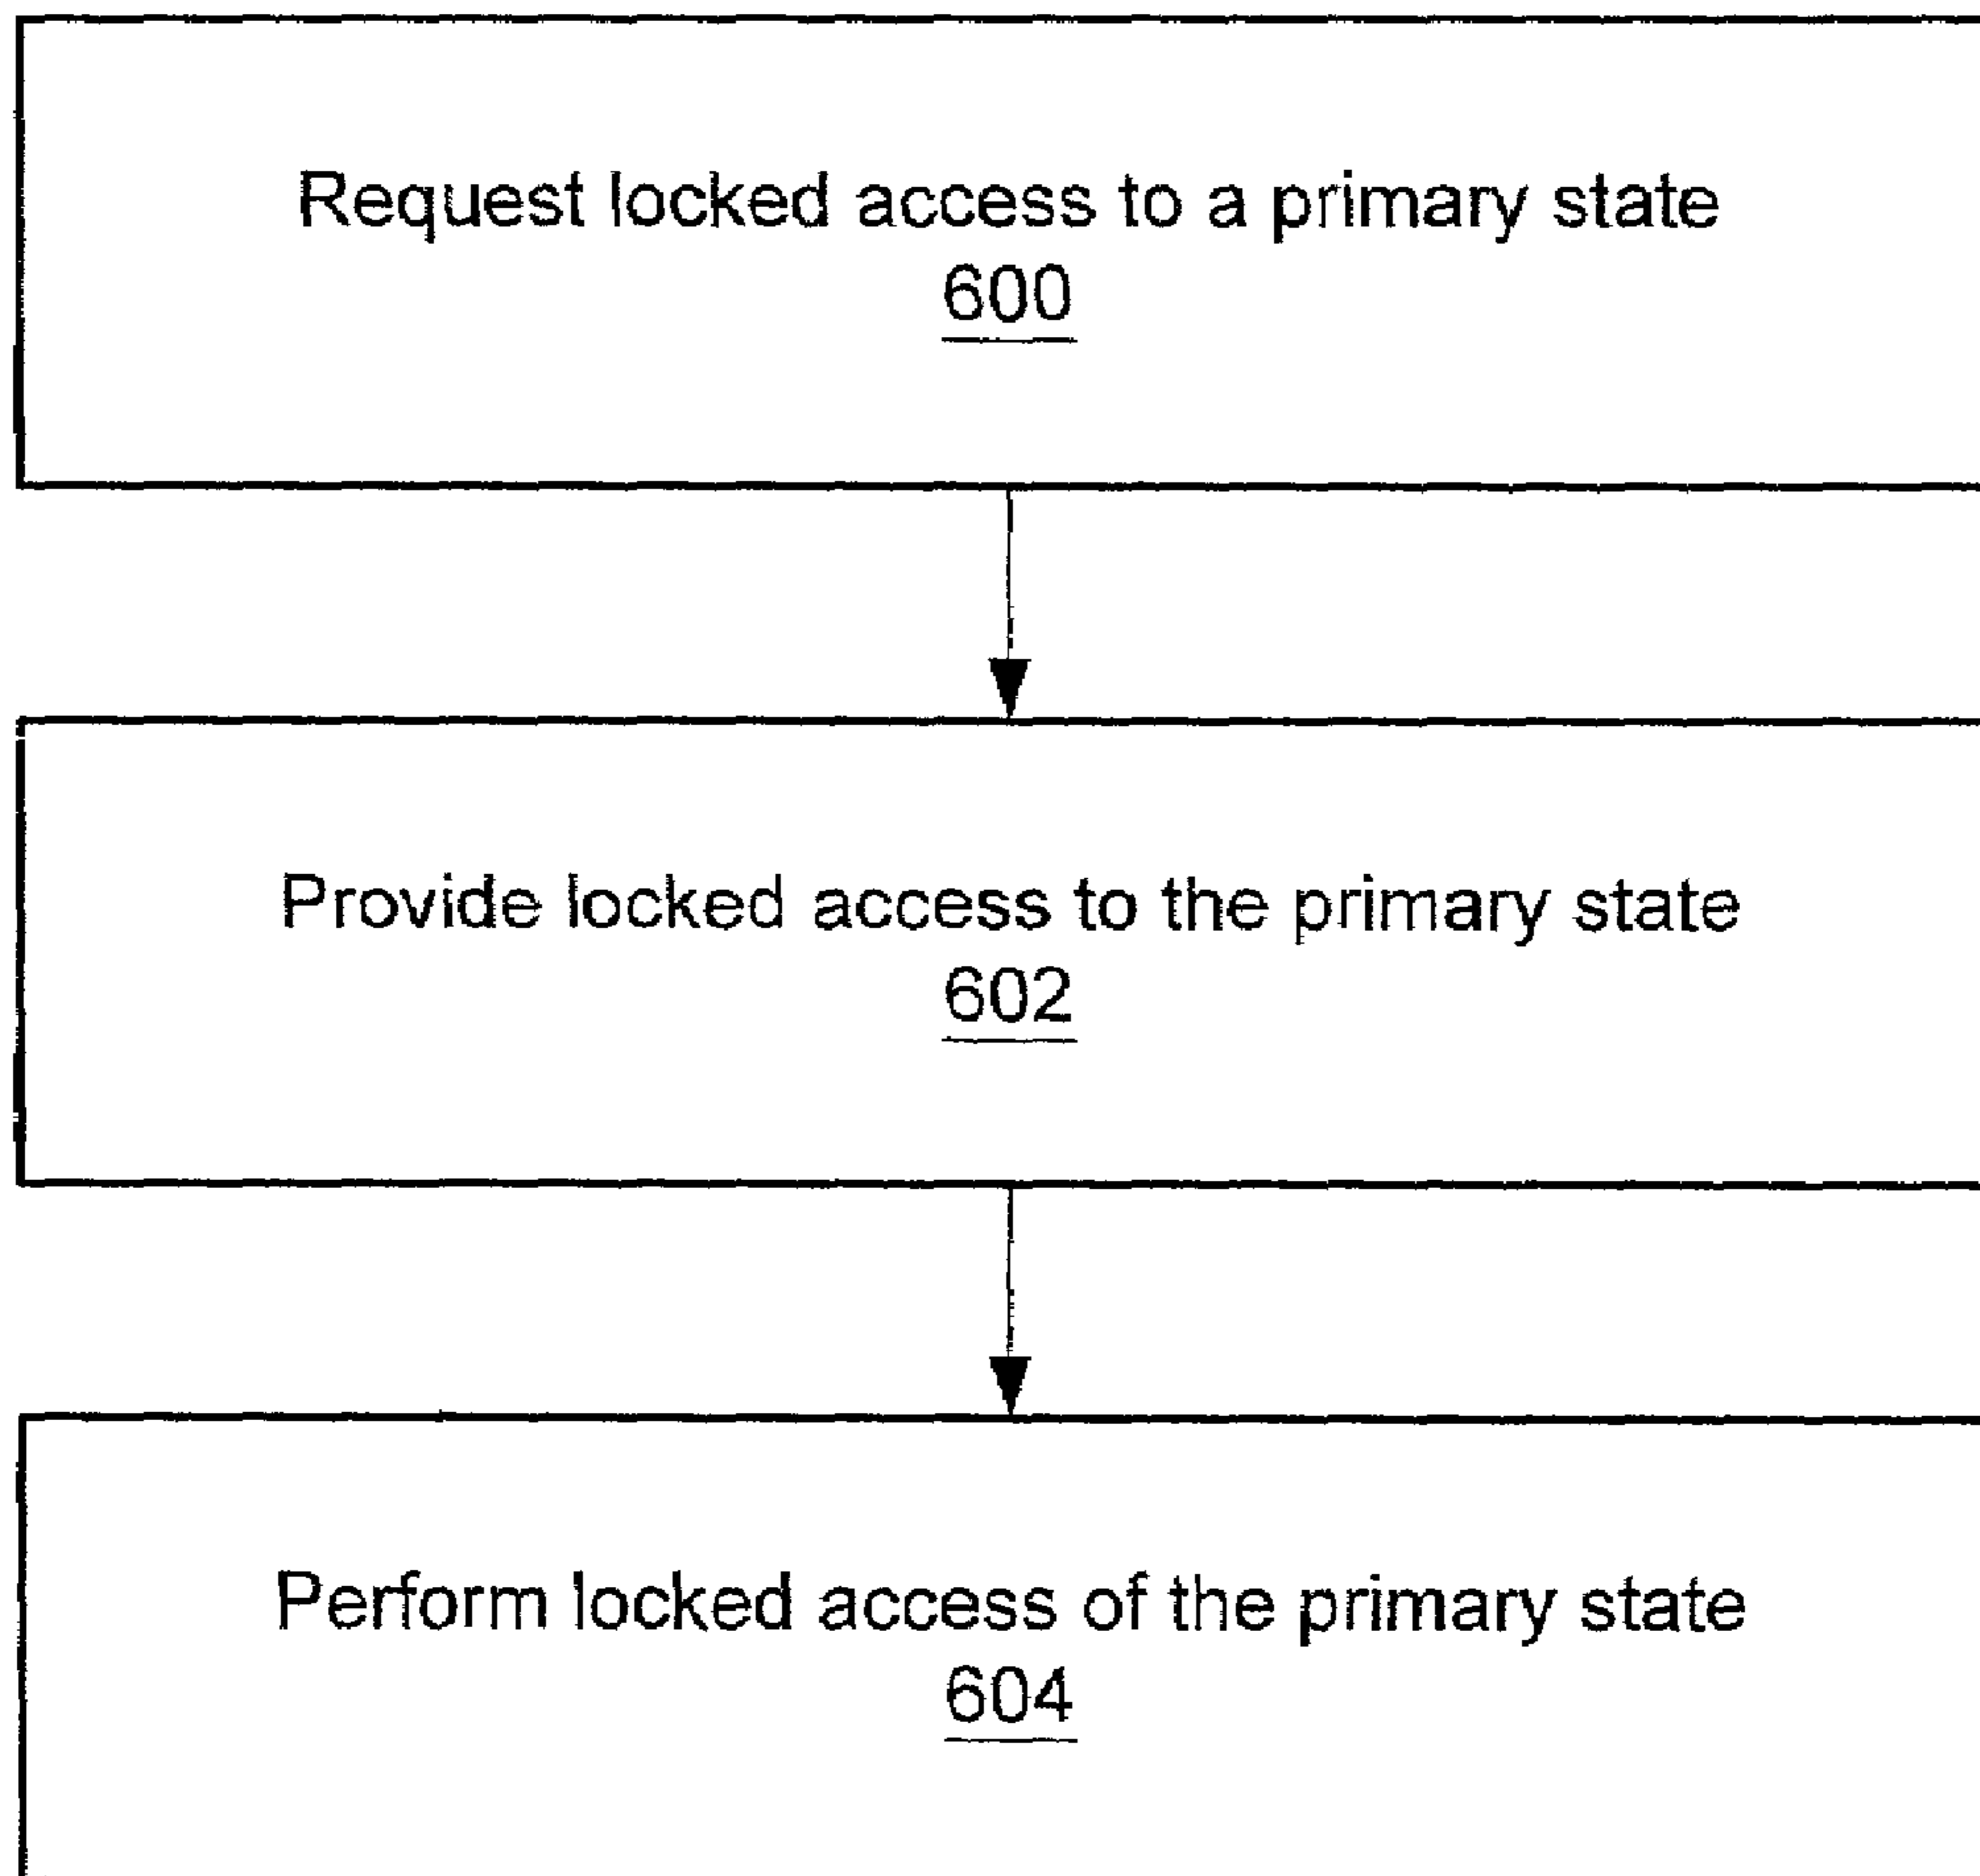 Request locked access to a primary state
600
Provide locked access to the primary state
602
Perform locked access of the primary state
604